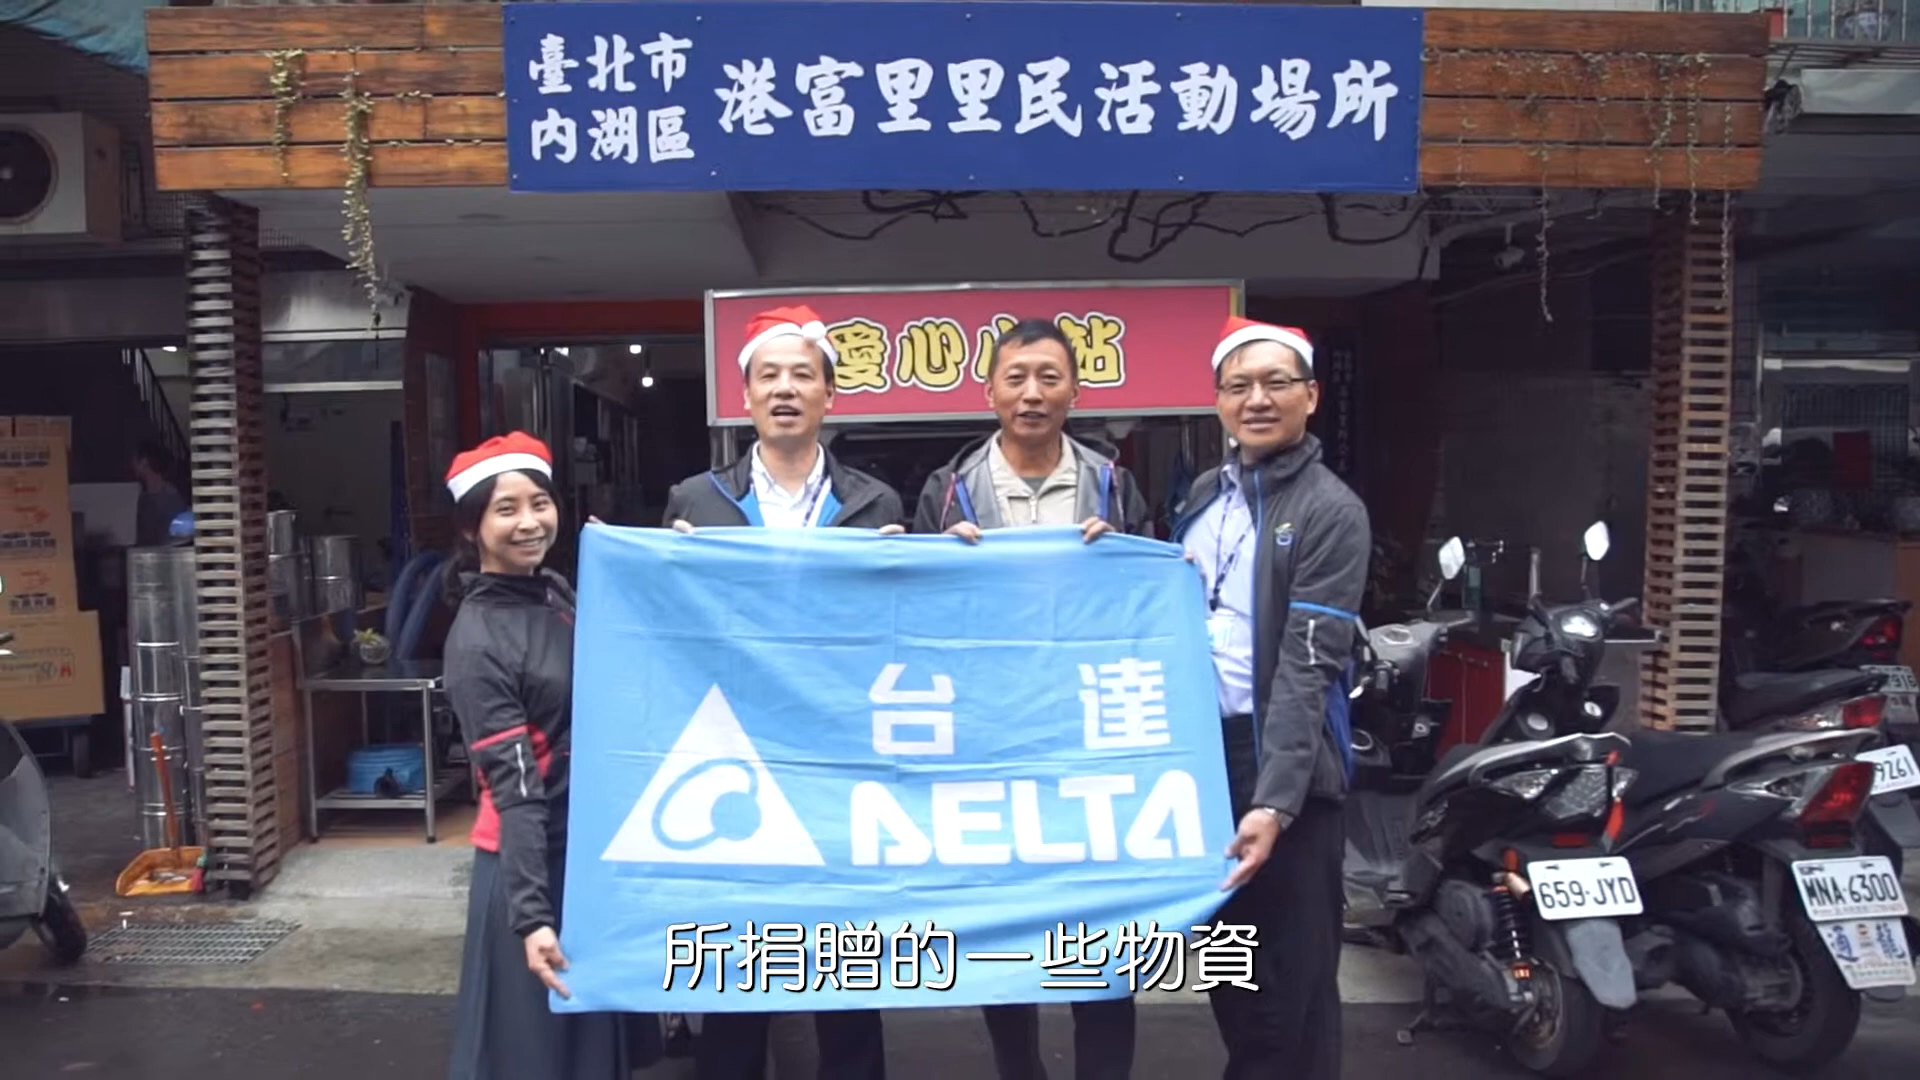 臺北市
內湖區
港富里里民活動場所
愛心小站
台達
DELTA
659-JYD
MNA-6300
9261
所捐贈的一些物資